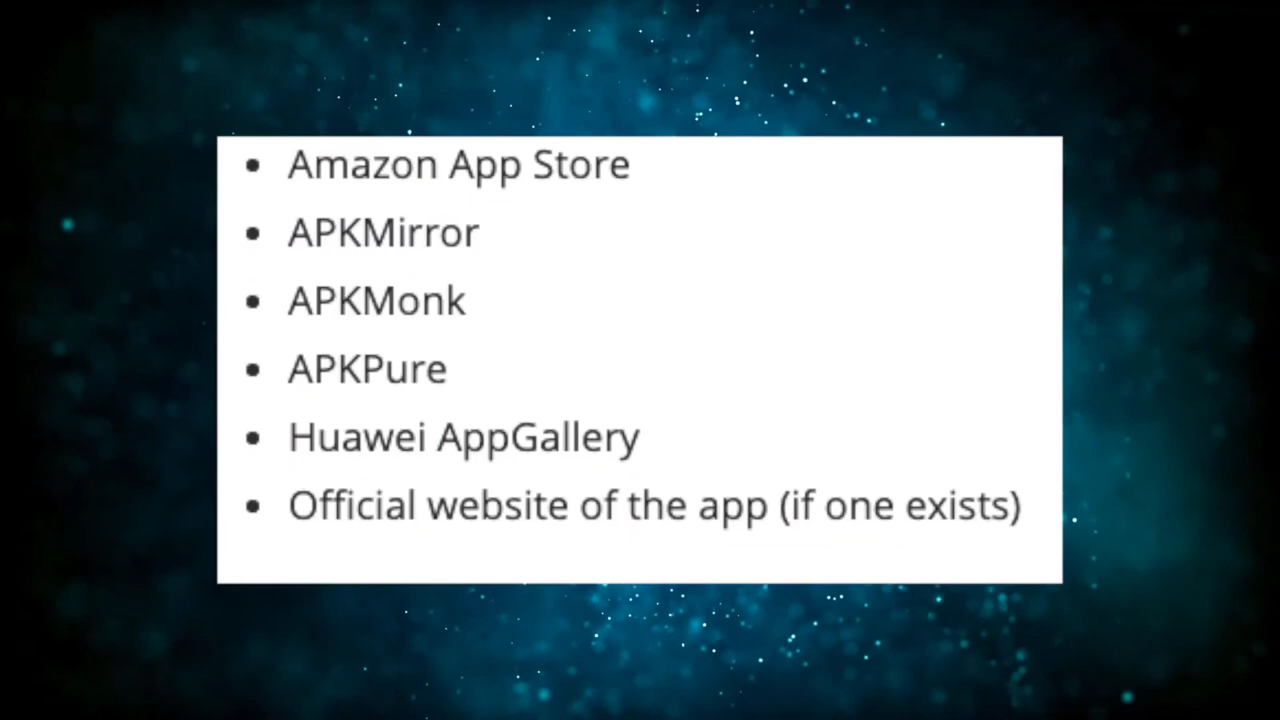 • Amazon App Store
• APKMirror
• APKMonk
• APKPure
• Huawei AppGallery
• Official website of the app (if one exists)